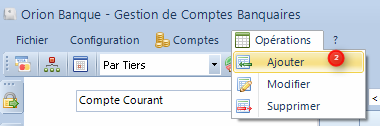 Orion Banque - Gestion de Comptes Banquaires
Fichier Configuration Comptes Opérations ?
Par Tiers
Ajouter 2
Modifier
Supprimer
Compte Courant
<